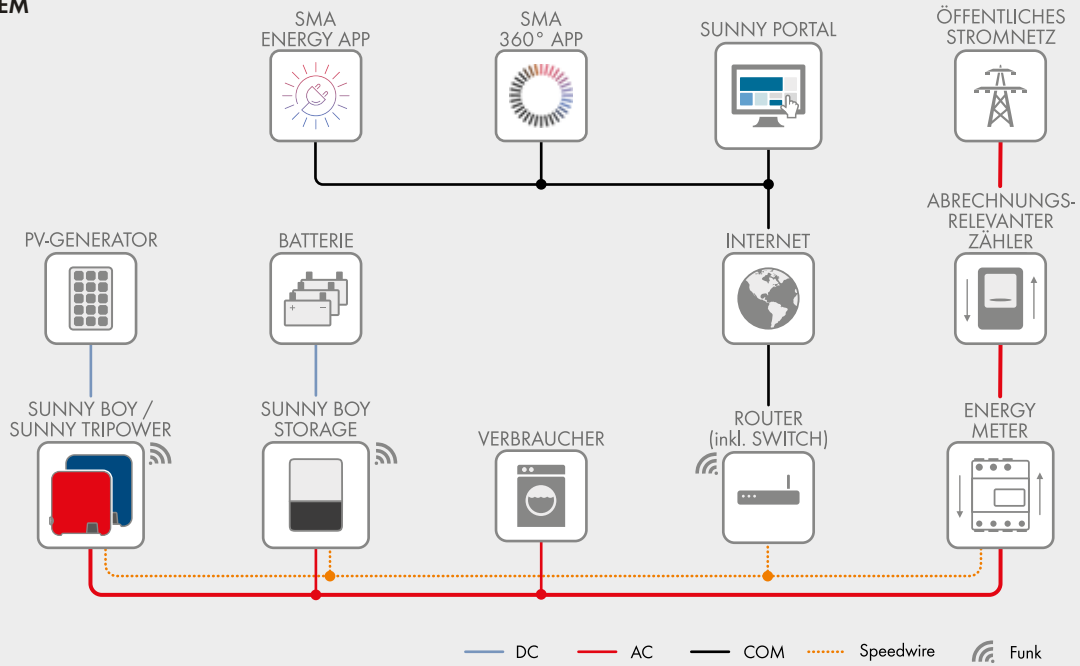 EM
SMA
ENERGY APP
SMA
360° APP
SUNNY PORTAL
ÖFFENTLICHES
STROMNETZ
PV-GENERATOR
BATTERIE
INTERNET
ABRECHNUNGS-
RELEVANTER
ZÄHLER
SUNNY BOY /
SUNNY TRIPOWER
SUNNY BOY
STORAGE
VERBRAUCHER
ROUTER
(inkl. SWITCH)
ENERGY
METER
DC
AC
COM
Speedwire
Funk